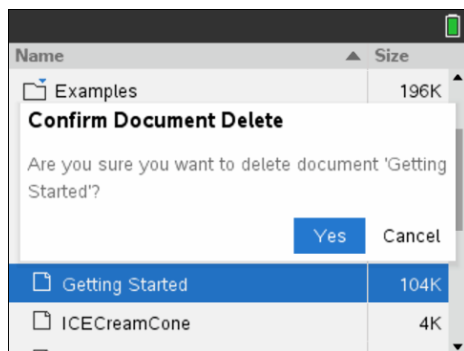 Name Size
Examples 196K
Confirm Document Delete
Are you sure you want to delete document 'Getting
Started'?
Yes Cancel
Getting Started 104K
ICECreamCone 4K